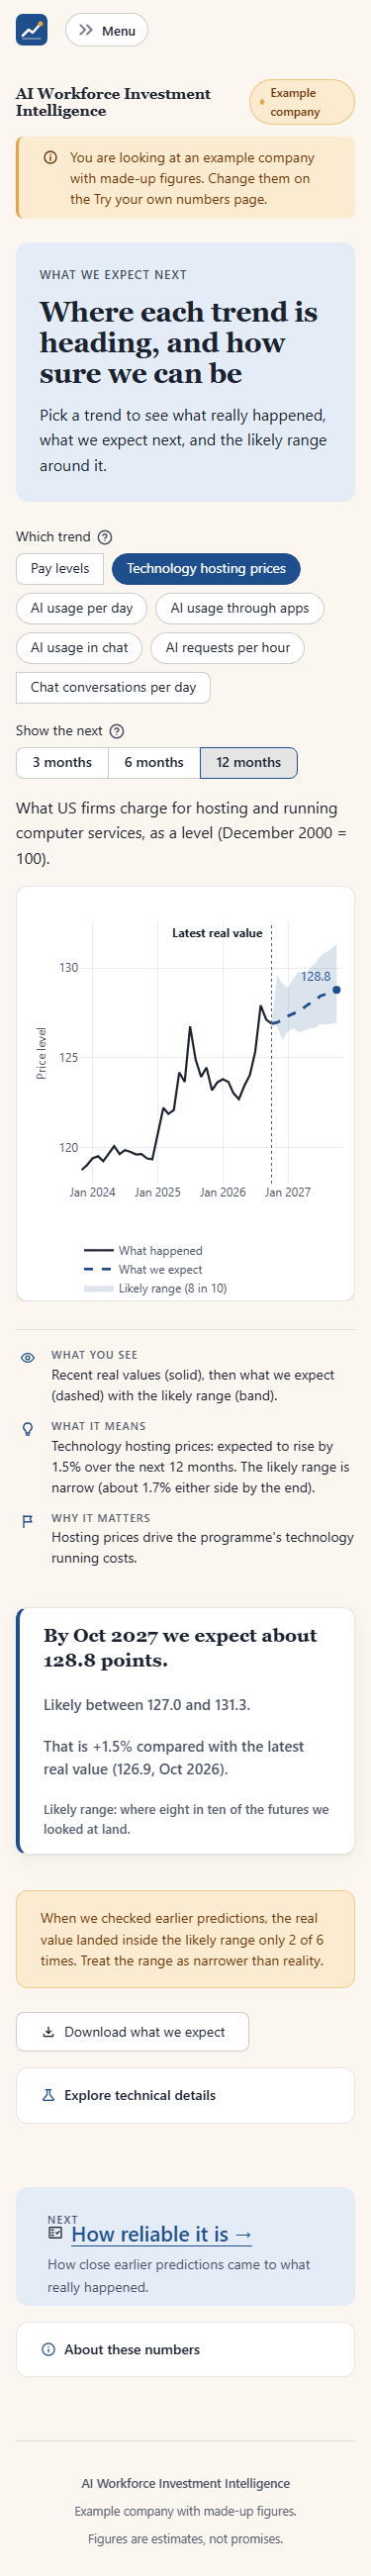 Menu
AI Workforce Investment
Intelligence
Example
company
You are looking at an example company
with made-up figures. Change them on
the Try your own numbers page.
WHAT WE EXPECT NEXT
Where each trend is
heading, and how
sure we can be
Pick a trend to see what really happened,
what we expect next, and the likely range
around it.
Which trend
Pay levels
Technology hosting prices
AI usage per day
AI usage through apps
AI usage in chat
AI requests per hour
Chat conversations per day
Show the next
3 months
6 months
12 months
What US firms charge for hosting and running
computer services, as a level (December 2000 =
100).
Latest real value
130
128.8
125
Price level
120
Jan 2024
Jan 2025
Jan 2026
Jan 2027
What happened
What we expect
Likely range (8 in 10)
WHAT YOU SEE
Recent real values (solid), then what we expect
(dashed) with the likely range (band).
WHAT IT MEANS
Technology hosting prices: expected to rise by
1.5% over the next 12 months. The likely range is
narrow (about 1.7% either side by the end).
WHY IT MATTERS
Hosting prices drive the programme's technology
running costs.
By Oct 2027 we expect about
128.8 points.
Likely between 127.0 and 131.3.
That is +1.5% compared with the latest
real value (126.9, Oct 2026).
Likely range: where eight in ten of the futures we
looked at land.
When we checked earlier predictions, the real
value landed inside the likely range only 2 of 6
times. Treat the range as narrower than reality.
Download what we expect
Explore technical details
NEXT
How reliable it is →
How close earlier predictions came to what
really happened.
About these numbers
AI Workforce Investment Intelligence
Example company with made-up figures.
Figures are estimates, not promises.